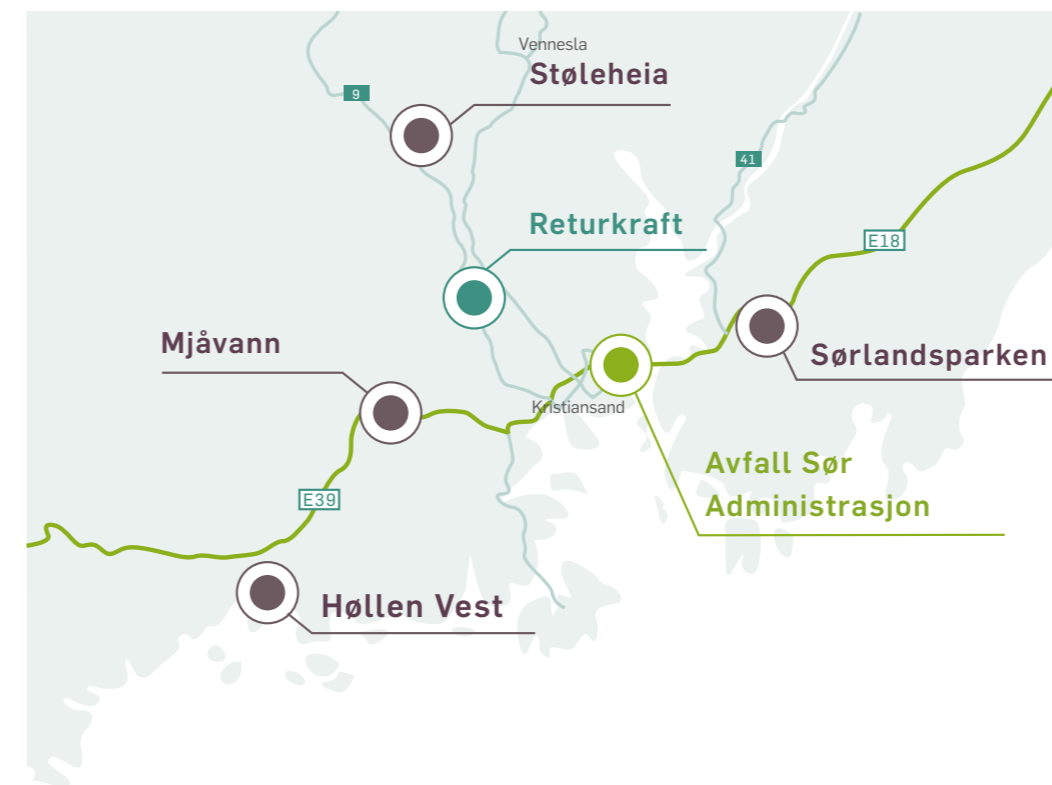 Vennesla
Støleheia
9
41
Returkraft
E18
Mjåvann
Sørlandsparken
Kristiansand
Avfall Sør
Administrasjon
E39
Høllen Vest